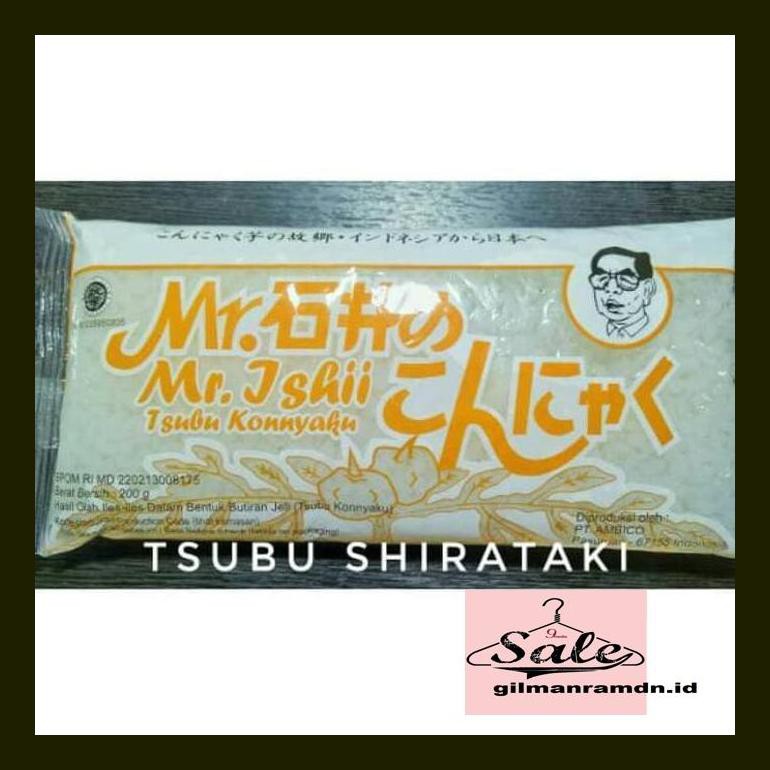 こんにゃく芋の故郷・インドネシアから日本へ
Mr.石井の
こんにゃく
Mr. Ishii
Tsubu Konnyaku
BPOM RI MD 220213008175
Berat Bersih : 200 g
Hasil Olah Iles-Iles Dalam Bentuk Butiran Jeli (Tsubu Konnyaku)
Diproduksi oleh :
PT. AMBICO
Pasuruan - 67155 Indonesia
TSUBU SHIRATAKI
Sale
gilmanramdn.id